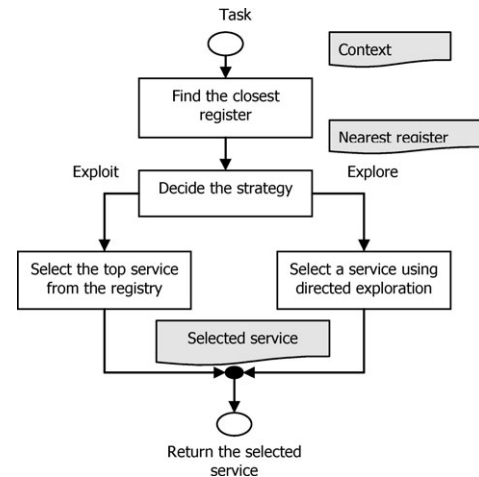 Task
Context
Find the closest
register
Nearest register
Exploit
Explore
Decide the strategy
Select the top service
from the registry
Select a service using
directed exploration
Selected service
Return the selected
service